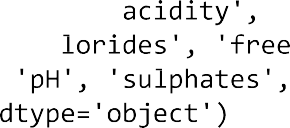 acidity',
lorides', 'free
'pH', 'sulphates',
dtype='object')